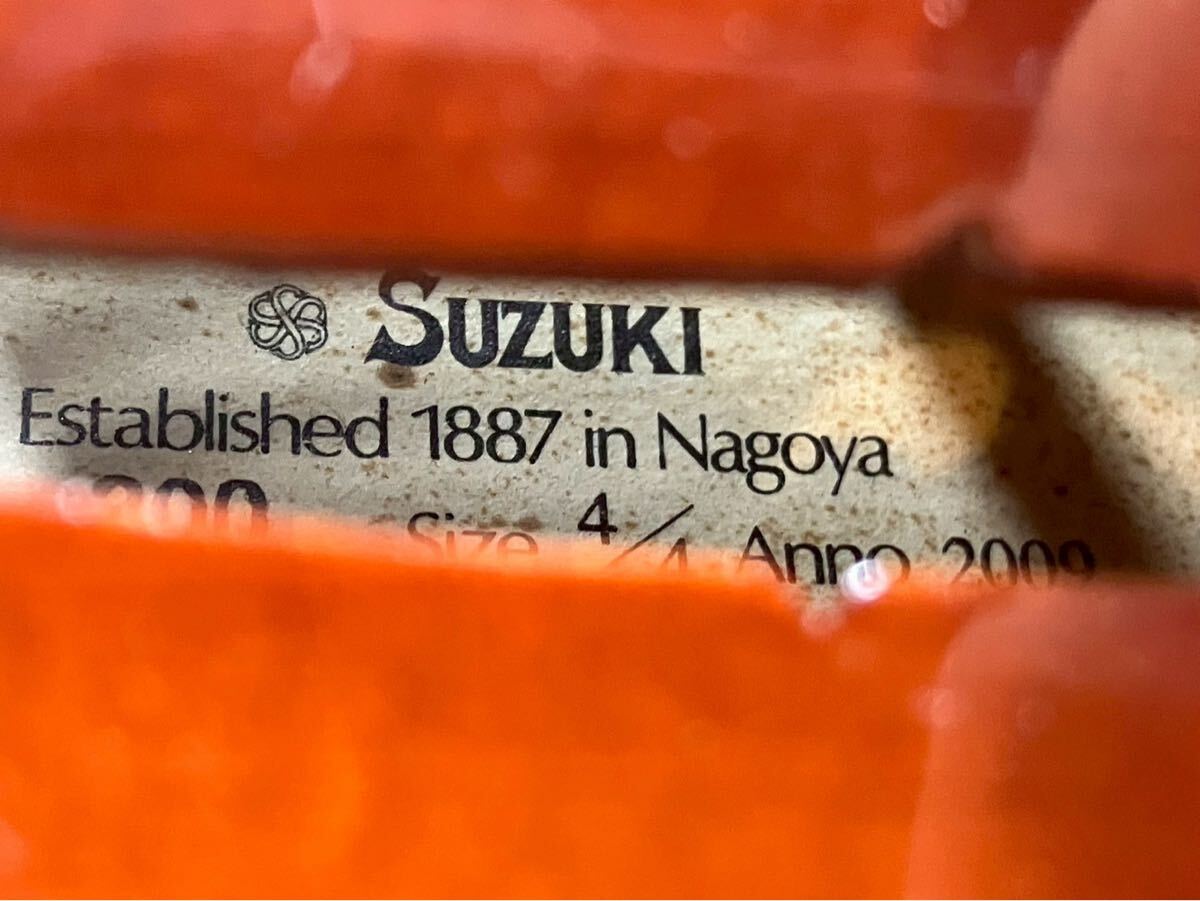 SUZUKI
Established 1887 in Nagoya
Size 4/4 Anno 2009